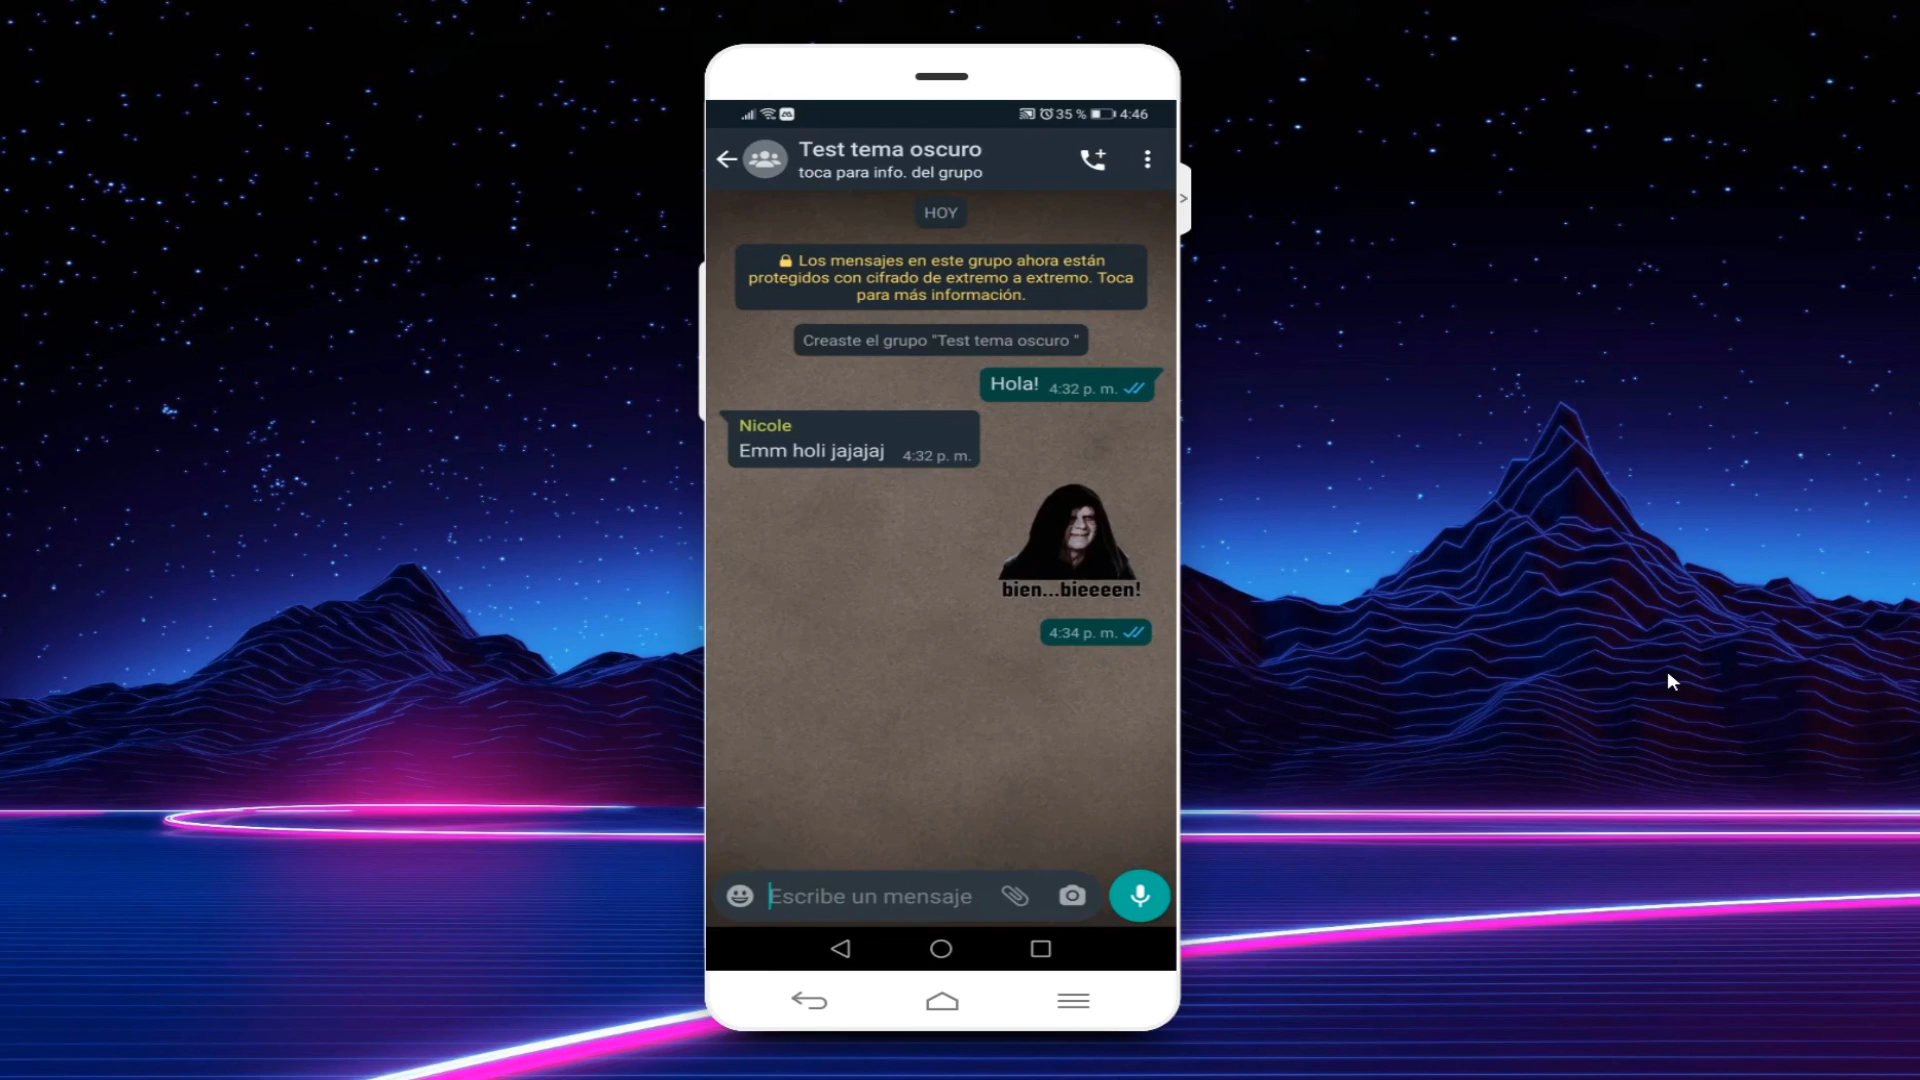 35 % 4:46
Test tema oscuro
toca para info. del grupo
>
HOY
Los mensajes en este grupo ahora están
protegidos con cifrado de extremo a extremo. Toca
para más información.
Creaste el grupo "Test tema oscuro "
Hola! 4:32 p. m.
Nicole
Emm holi jajajaj 4:32 p. m.
bien...bieeeen!
4:34 p. m.
Escribe un mensaje